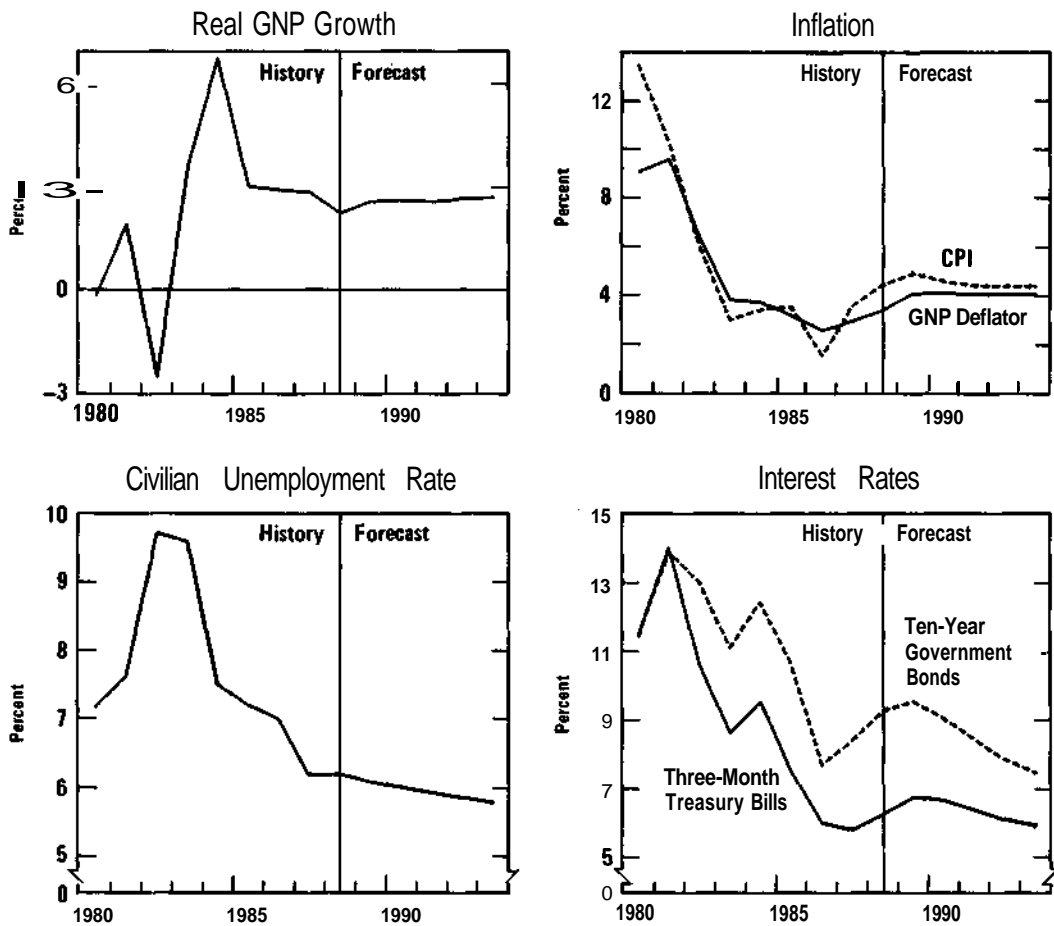 Real GNP Growth
History
Forecast
6
3
0
-3
1980
1985
1990
Inflation
History
Forecast
Percent
12
8
4
0
CPI
GNP Deflator
1980
1985
1990
Civilian Unemployment Rate
History
Forecast
Percent
10
9
8
7
6
5
0
1980
1985
1990
Interest Rates
History
Forecast
Percent
15
13
11
9
7
5
0
Ten-Year
Government
Bonds
Three-Month
Treasury Bills
1980
1985
1990